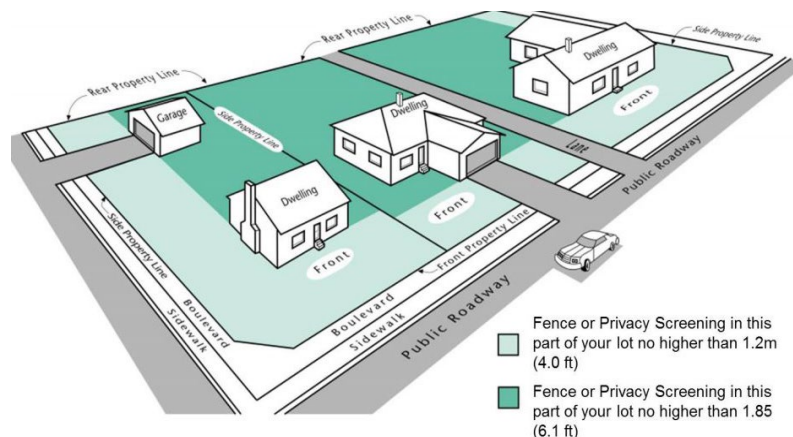 Rear Property Line
Side Property Line
Rear Property Line
Dwelling
Garage
Side Property Line
Dwelling
Front
Lane
Public Roadway
Dwelling
Front
Front
Front Property Line
Side Property Line
Boulevard
Sidewalk
Boulevard
Sidewalk
Public Roadway
Fence or Privacy Screening in this
part of your lot no higher than 1.2m
(4.0 ft)
Fence or Privacy Screening in this
part of your lot no higher than 1.85
(6.1 ft)